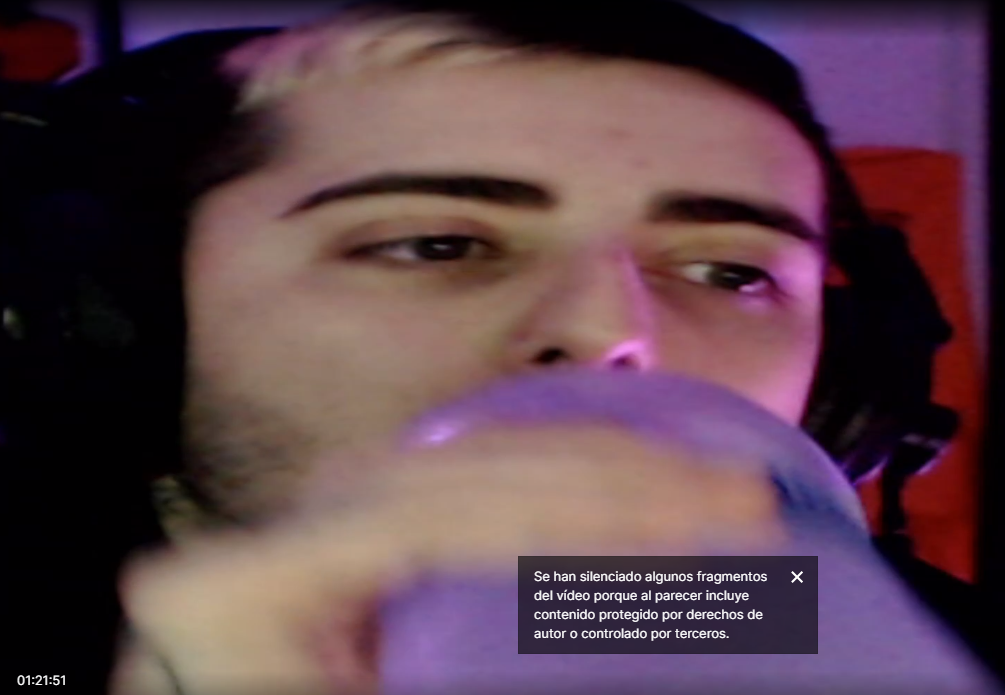 Se han silenciado algunos fragmentos
del vídeo porque al parecer incluye
contenido protegido por derechos de
autor o controlado por terceros.
01:21:51